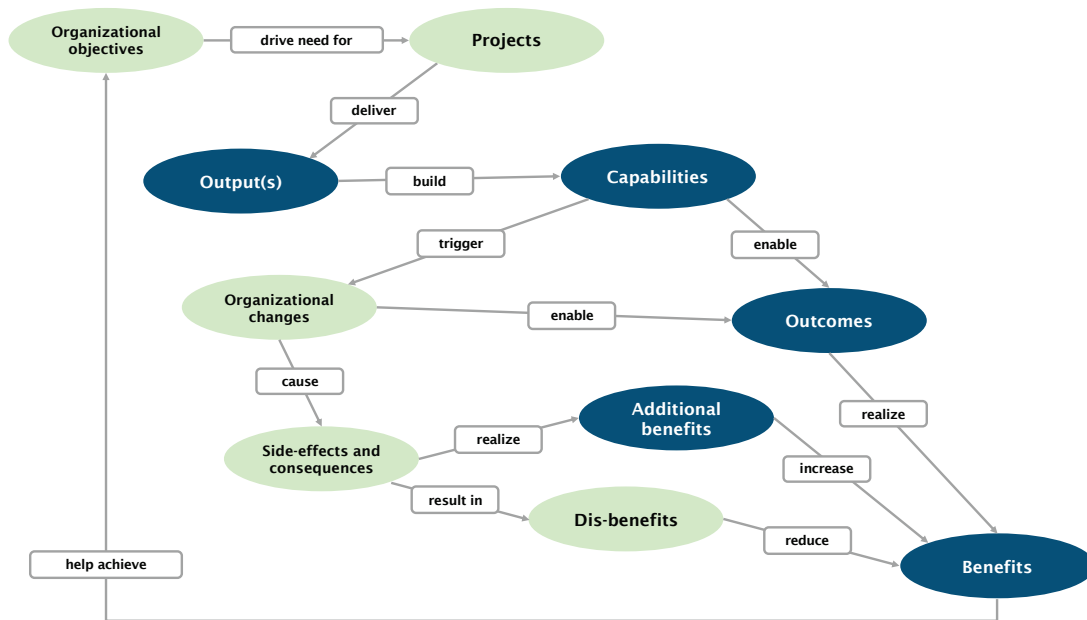 Organizational
objectives
drive need for
Projects
deliver
Output(s)
build
Capabilities
trigger
enable
Organizational
changes
enable
Outcomes
cause
Additional
benefits
realize
Side-effects and
consequences
realize
increase
result in
Dis-benefits
reduce
help achieve
Benefits